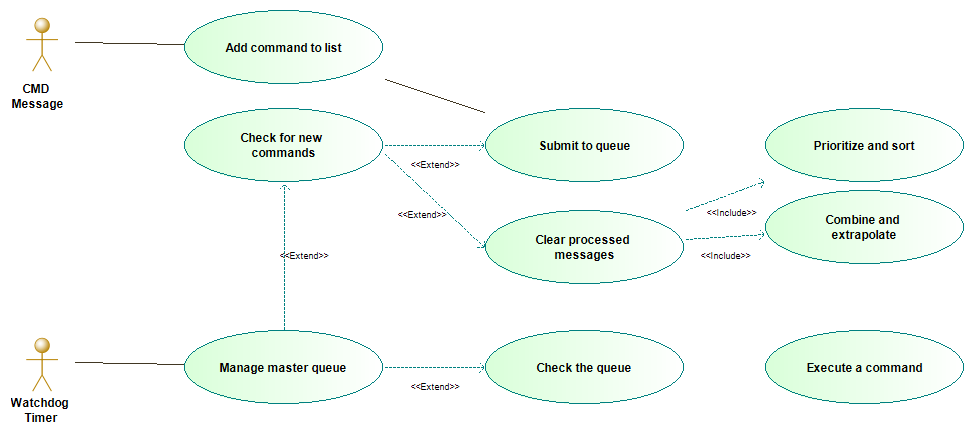 Add command to list
CMD
Message
Check for new
commands
Submit to queue
Prioritize and sort
<<Extend>>
<<Extend>>
<<Include>>
Combine and
extrapolate
Clear processed
messages
<<Extend>>
<<Include>>
Manage master queue
Check the queue
Execute a command
<<Extend>>
Watchdog
Timer